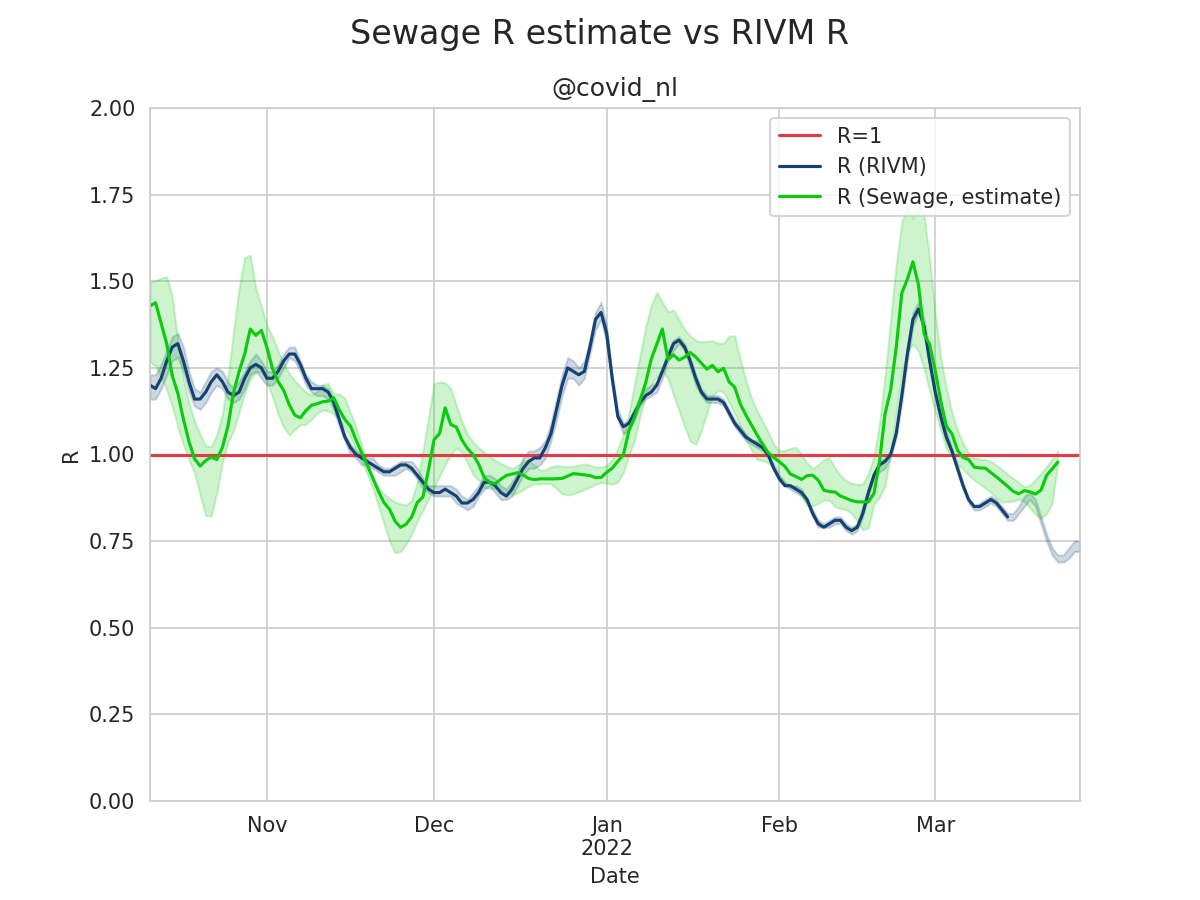 Sewage R estimate vs RIVM R
@covid_nl
R=1
R (RIVM)
R (Sewage, estimate)
2.00
1.75
1.50
1.25
1.00
0.75
0.50
0.25
0.00
R
Nov
Dec
Jan
2022
Feb
Mar
Date